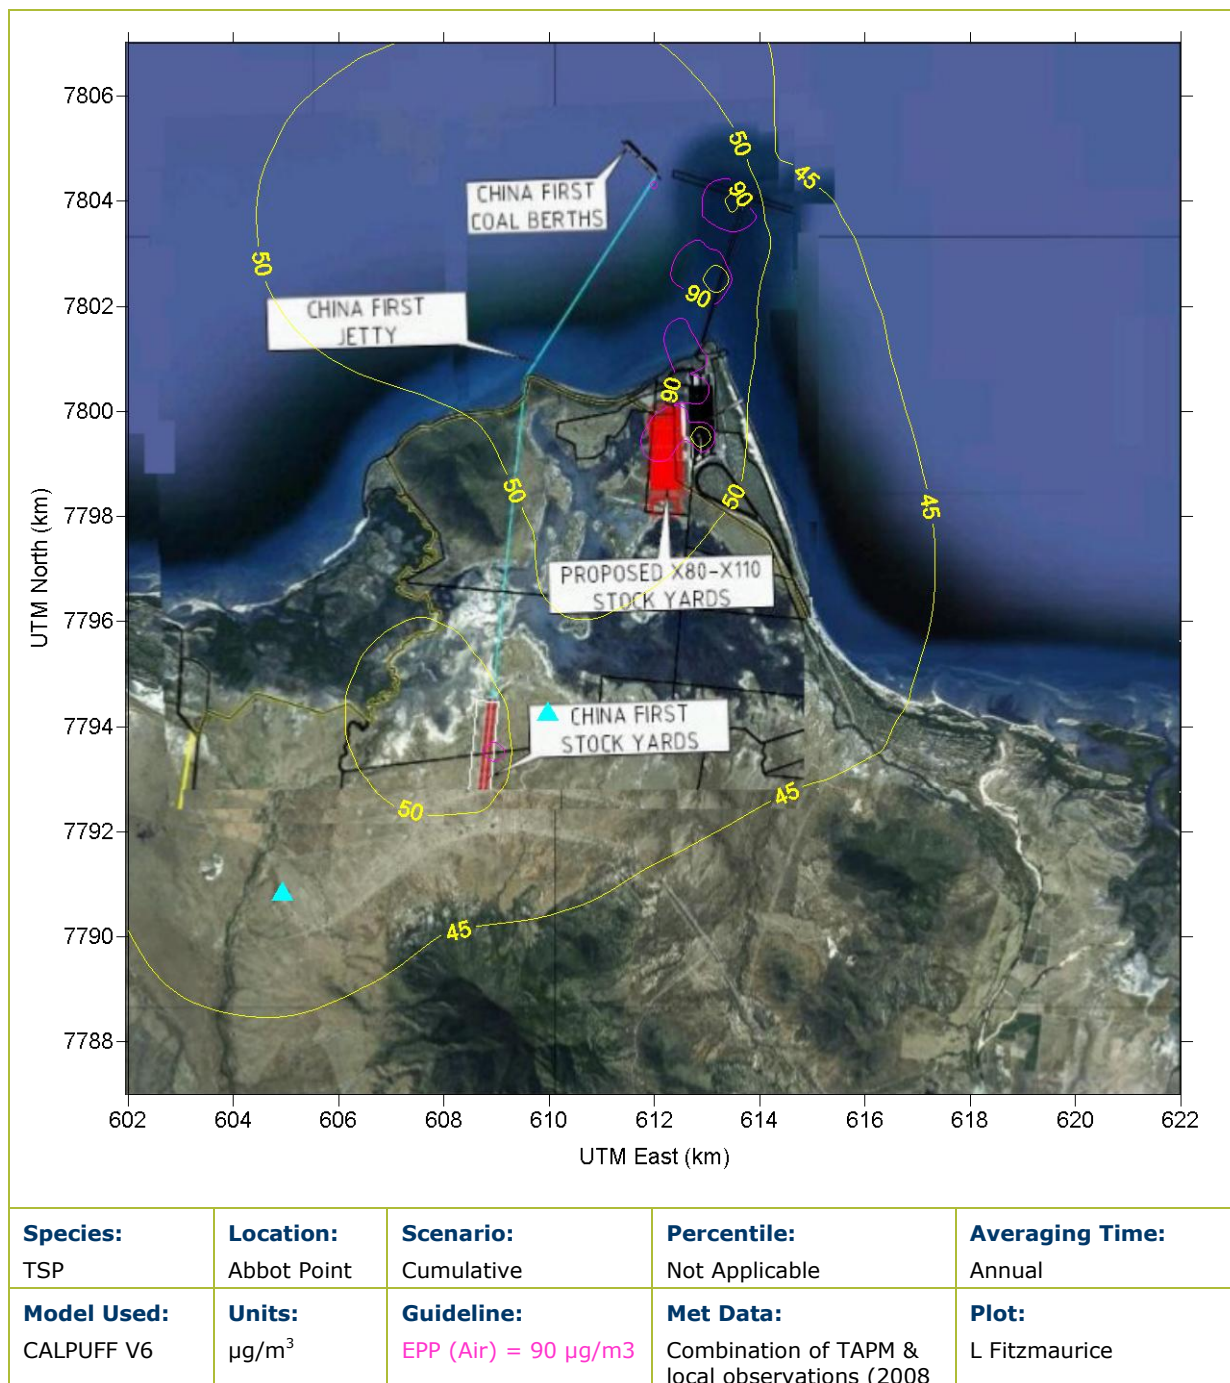 7806
7804
7802
7800
7798
7796
7794
7792
7790
7788
UTM North (km)
50
45
90
CHINA FIRST
COAL BERTHS
50
90
CHINA FIRST
JETTY
90
50
50
45
PROPOSED X80-X110
STOCK YARDS
CHINA FIRST
STOCK YARDS
50
45
45
602
604
606
608
610
612
614
616
618
620
622
UTM East (km)
Species:
TSP
Location:
Abbot Point
Scenario:
Cumulative
Percentile:
Not Applicable
Averaging Time:
Annual
Model Used:
CALPUFF V6
Units:
µg/m³
Guideline:
EPP (Air) = 90 µg/m3
Met Data:
Combination of TAPM &
local observations (2008
Plot:
L Fitzmaurice